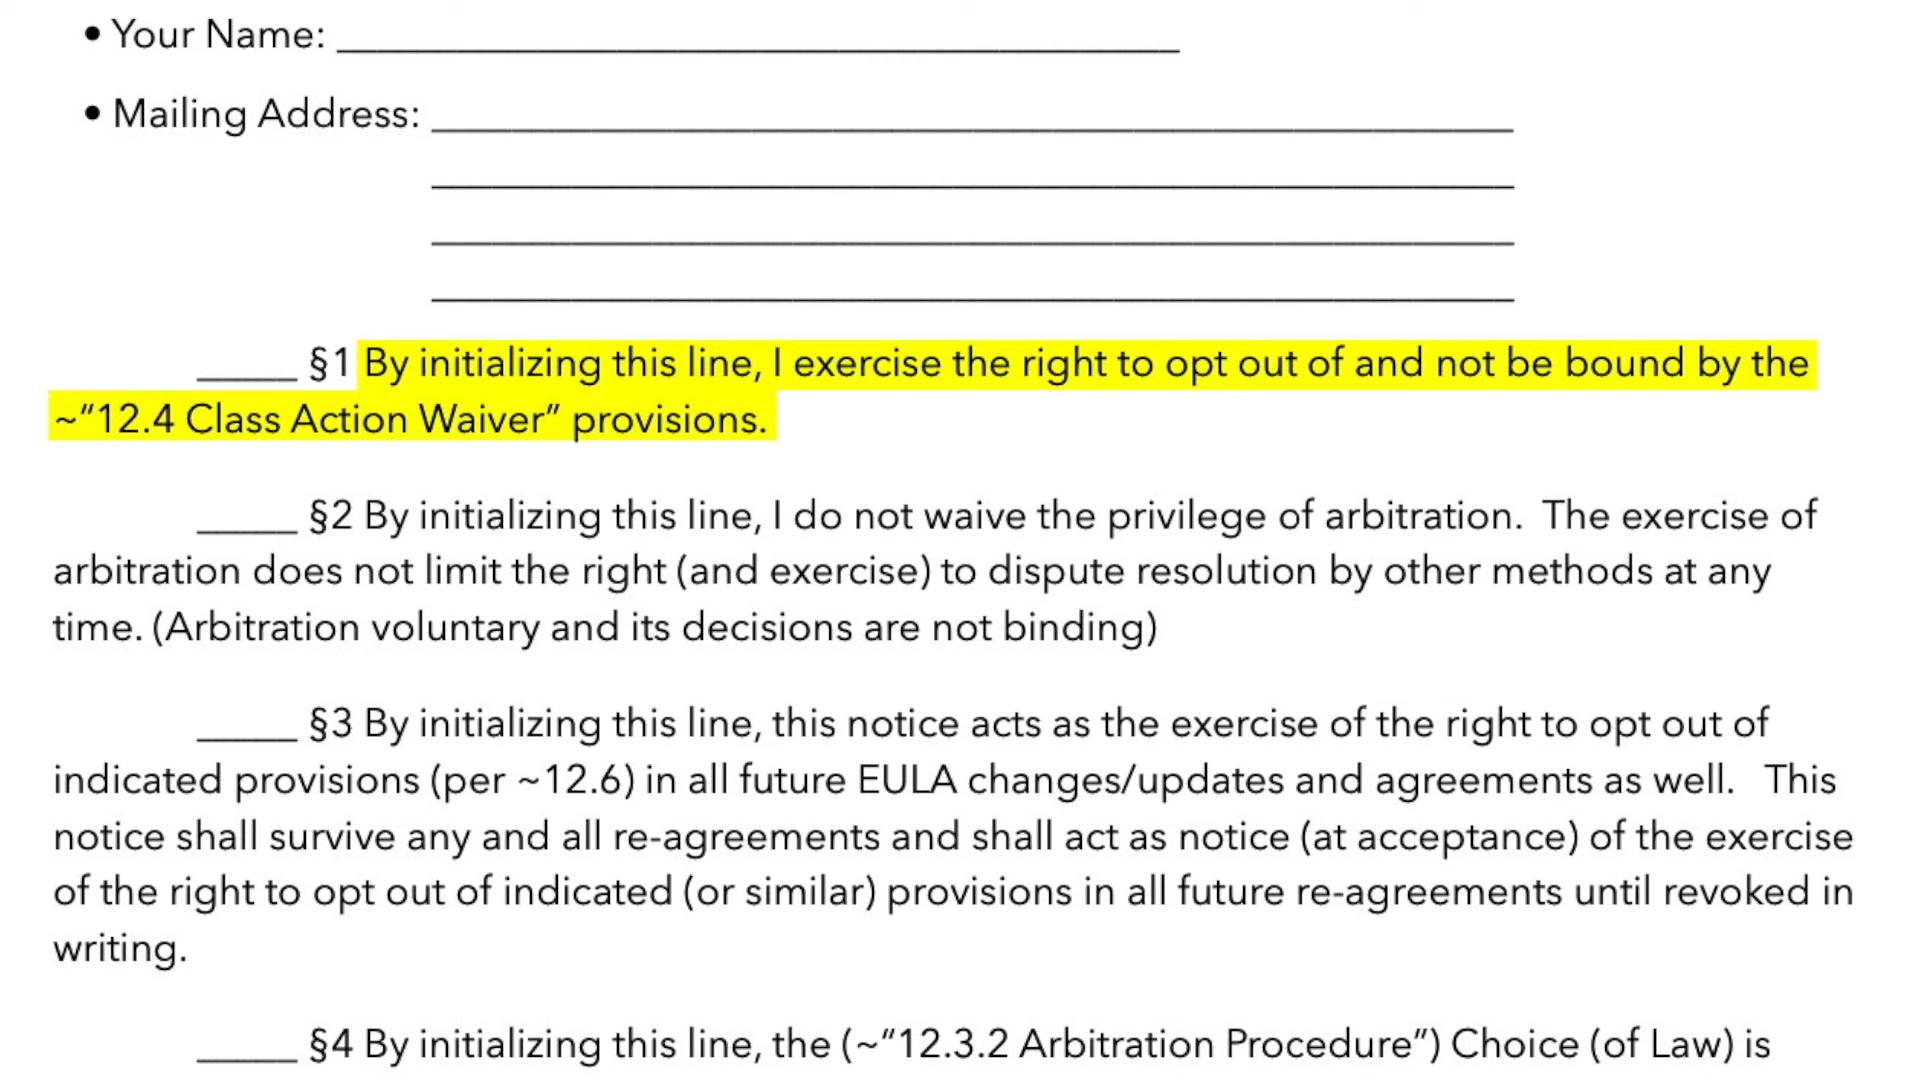 • Your Name: ___________________________________________
• Mailing Address: ___________________________________________
___________________________________________
___________________________________________
___________________________________________
_____ §1 By initializing this line, I exercise the right to opt out of and not be bound by the
~"12.4 Class Action Waiver” provisions.
_____ §2 By initializing this line, I do not waive the privilege of arbitration.  The exercise of
arbitration does not limit the right (and exercise) to dispute resolution by other methods at any
time. (Arbitration voluntary and its decisions are not binding)
_____ §3 By initializing this line, this notice acts as the exercise of the right to opt out of
indicated provisions (per ~12.6) in all future EULA changes/updates and agreements as well.   This
notice shall survive any and all re-agreements and shall act as notice (at acceptance) of the exercise
of the right to opt out of indicated (or similar) provisions in all future re-agreements until revoked in
writing.
_____ §4 By initializing this line, the (~"12.3.2 Arbitration Procedure”) Choice (of Law) is